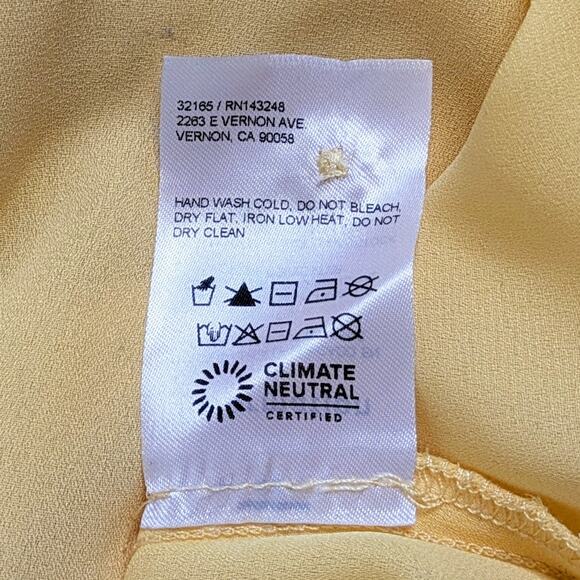 32165 / RN143248
2263 E VERNON AVE.
VERNON, CA 90058
HAND WASH COLD, DO NOT BLEACH,
DRY FLAT, IRON LOW HEAT, DO NOT
DRY CLEAN
CLIMATE
NEUTRAL
CERTIFIED